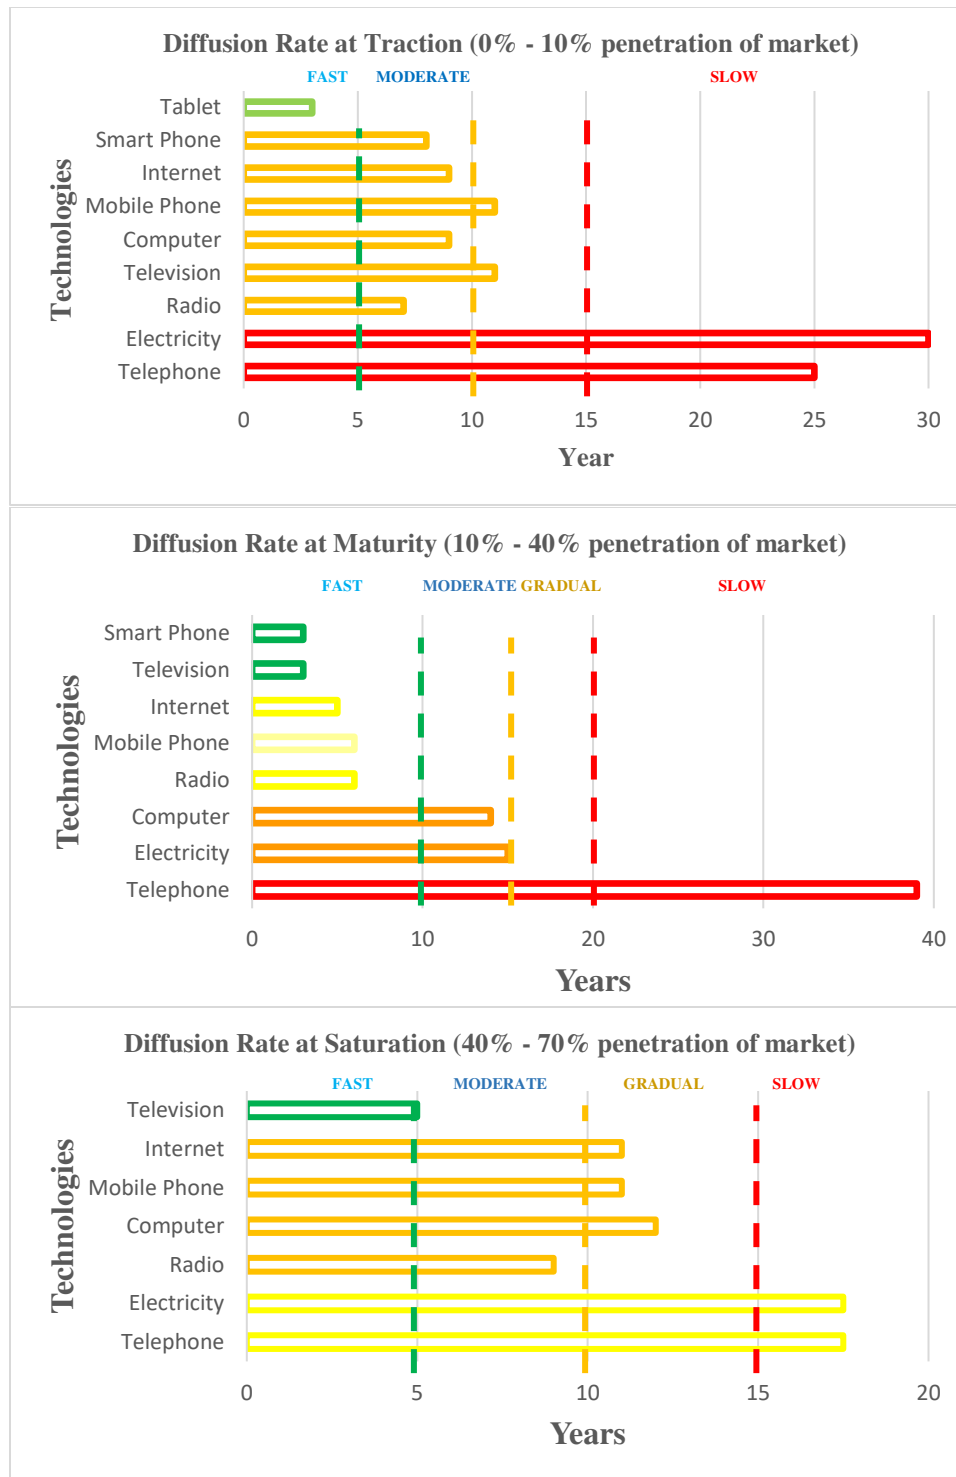 Diffusion Rate at Traction (0% - 10% penetration of market)
FAST MODERATE SLOW
Technologies
Tablet
Smart Phone
Internet
Mobile Phone
Computer
Television
Radio
Electricity
Telephone
0 5 10 15 20 25 30
Year
Diffusion Rate at Maturity (10% - 40% penetration of market)
FAST MODERATE GRADUAL SLOW
Technologies
Smart Phone
Television
Internet
Mobile Phone
Radio
Computer
Electricity
Telephone
0 10 20 30 40
Years
Diffusion Rate at Saturation (40% - 70% penetration of market)
FAST MODERATE GRADUAL SLOW
Technologies
Television
Internet
Mobile Phone
Computer
Radio
Electricity
Telephone
0 5 10 15 20
Years